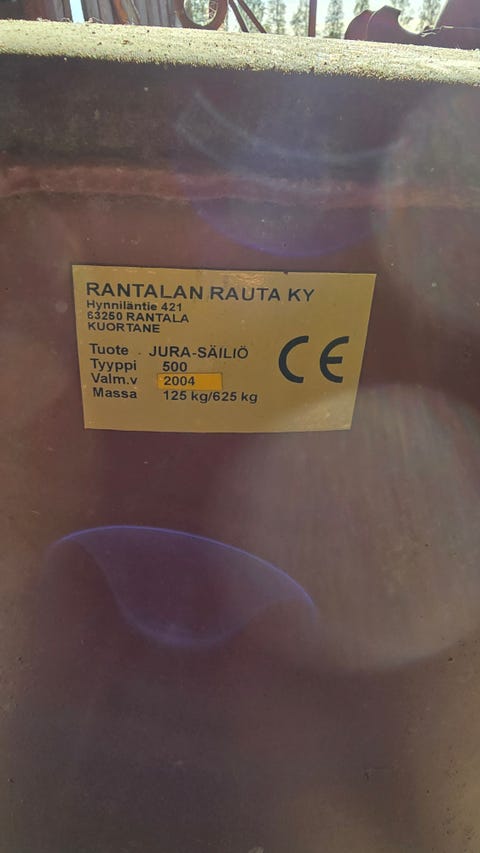 RANTALAN RAUTA KY
Hynniläntie 421
63250 RANTALA
KUORTANE
Tuote . JURA-SÄILIÖ
Tyyppi 500
Valm.v 2004
Massa 125 kg/625 kg
CE